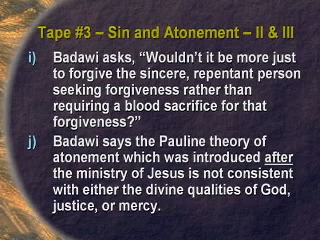 Tape #3 – Sin and Atonement – II & III
i) Badawi asks, “Wouldn’t it be more just
to forgive the sincere, repentant person
seeking forgiveness rather than
requiring a blood sacrifice for that
forgiveness?”
j) Badawi says the Pauline theory of
atonement which was introduced after
the ministry of Jesus is not consistent
with either the divine qualities of God,
justice, or mercy.